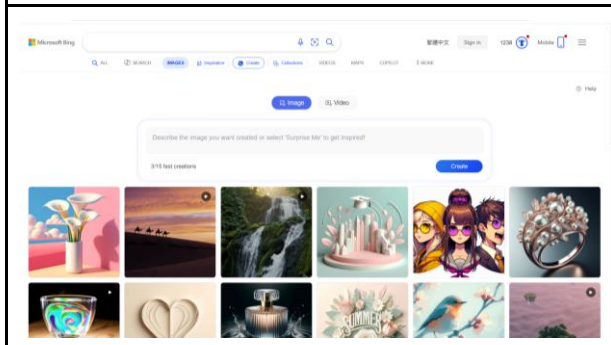 Microsoft Bing
繁體中文 Sign in 1238 Mobile
ALL SEARCH IMAGES Inspiration Create Collections VIDEOS MAPS COPILOT MORE
Help
Image Video
Describe the image you want created or select 'Surprise Me' to get inspired!
3/15 fast creations Create
SUMMER